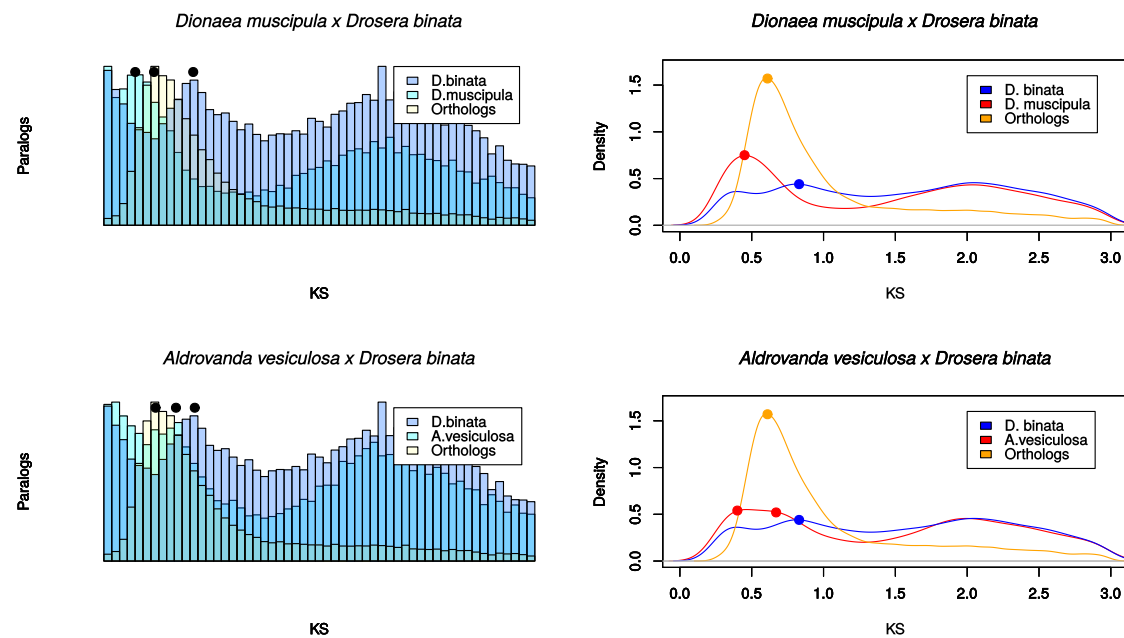 Dionaea muscipula x Drosera binata
Paralogs
D.binata
D.muscipula
Orthologs
KS
Dionaea muscipula x Drosera binata
Density
0.0 0.5 1.0 1.5
D. binata
D. muscipula
Orthologs
0.0 0.5 1.0 1.5 2.0 2.5 3.0
KS
Aldrovanda vesiculosa x Drosera binata
Paralogs
D.binata
A.vesiculosa
Orthologs
KS
Aldrovanda vesiculosa x Drosera binata
Density
0.0 0.5 1.0 1.5
D. binata
A.vesiculosa
Orthologs
0.0 0.5 1.0 1.5 2.0 2.5 3.0
KS